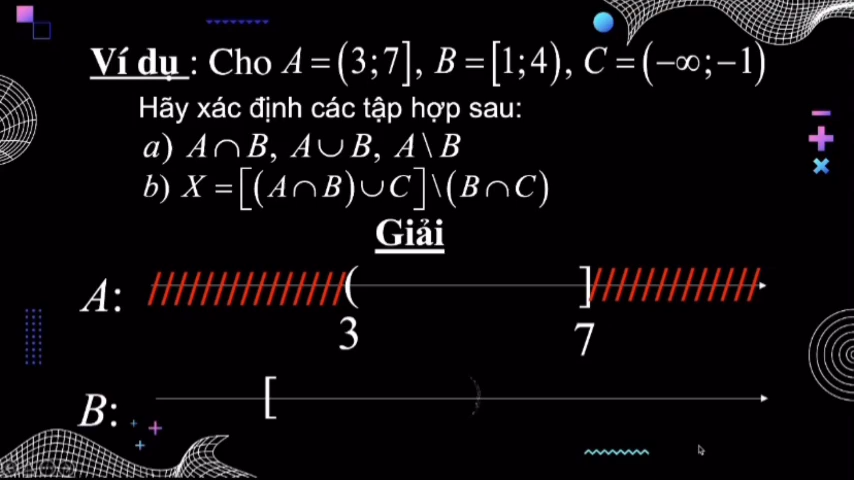 Ví dụ : Cho A = (3;7], B = [1;4), C = (−∞;−1)
Hãy xác định các tập hợp sau:
a) A ∩ B, A ∪ B, A \ B
b) X = [(A ∩ B) ∪ C] \ (B ∩ C)
Giải
A: ( ]
3 7
B: [ )